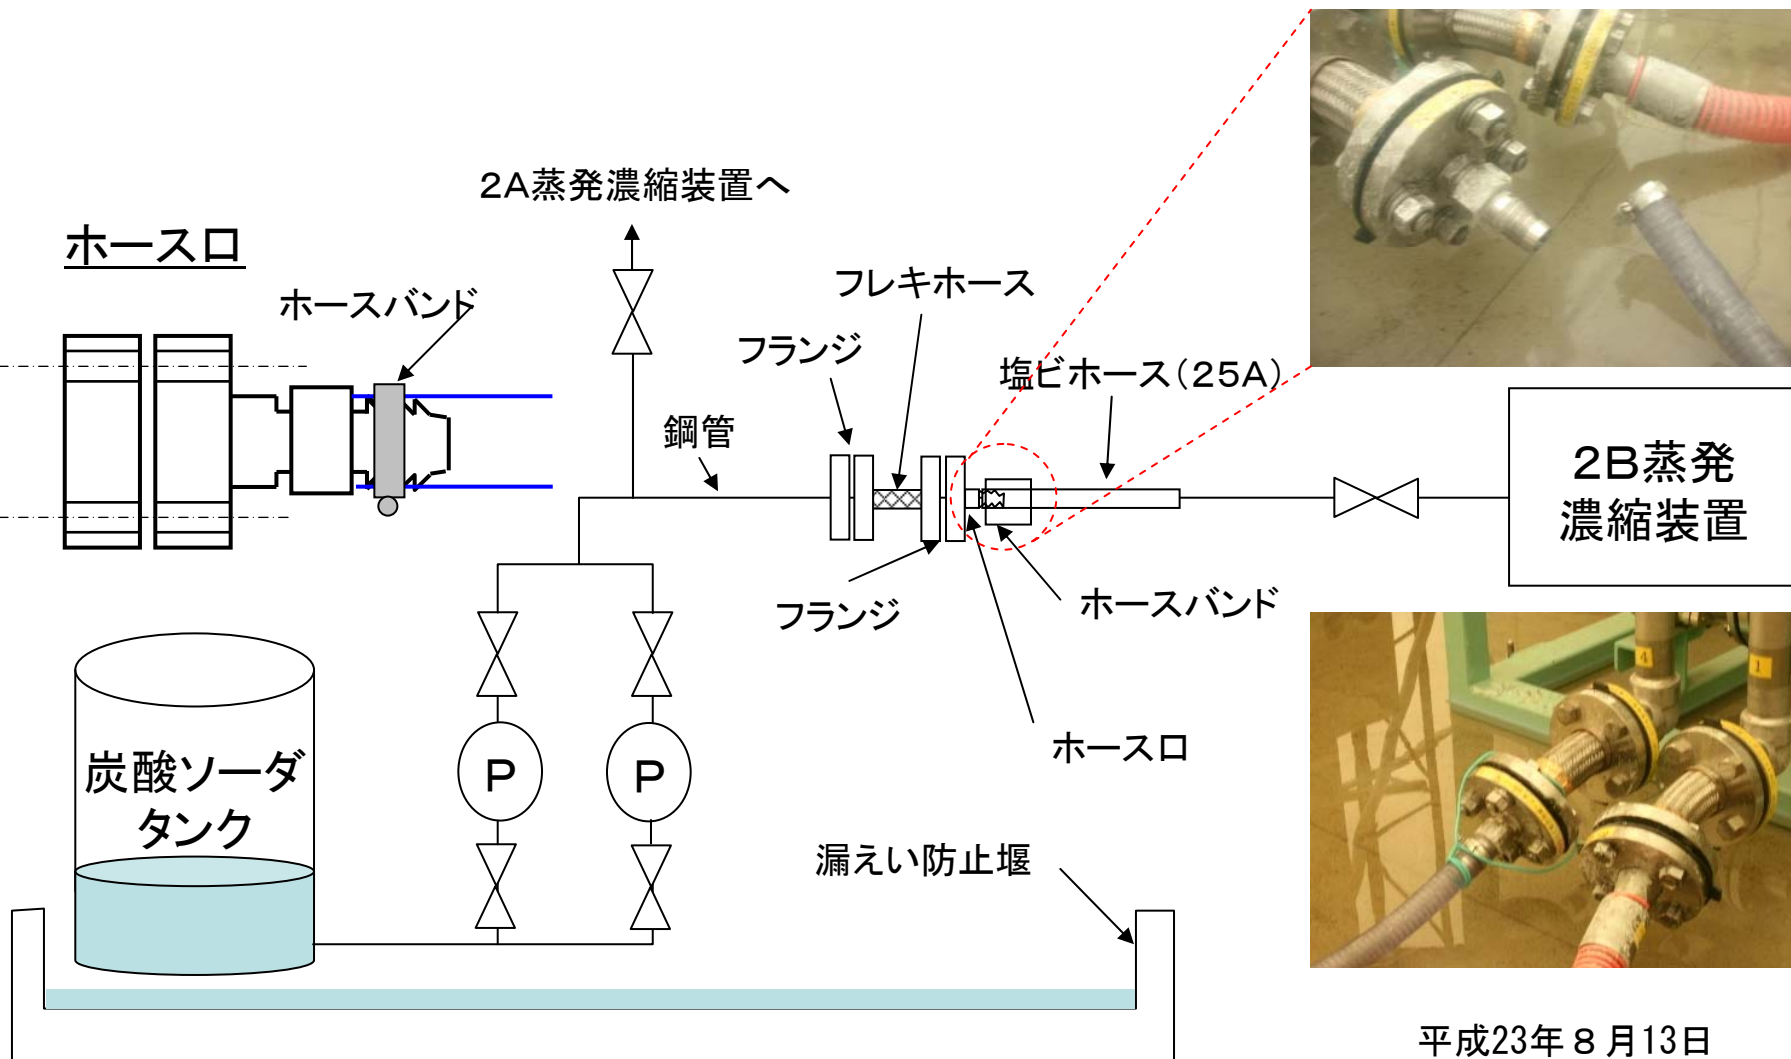 2A蒸発濃縮装置へ
ホース口
ホースバンド
フレキホース
フランジ
塩ビホース(25A)
鋼管
2B蒸発
濃縮装置
フランジ
ホースバンド
ホース口
炭酸ソーダ
タンク
P
P
漏えい防止堰
4
1
平成23年8月13日